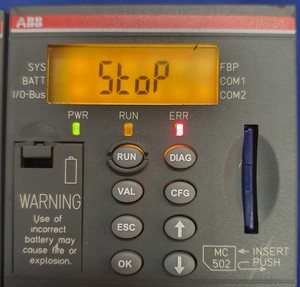 ABB
SYS
BATT
I/O-Bus
StoP
FBP
COM1
COM2
PWR RUN ERR
RUN DIAG
VAL CFG
ESC
OK
WARNING
Use of
incorrect
battery may
cause fire or
explosion.
MC
502
INSERT
PUSH